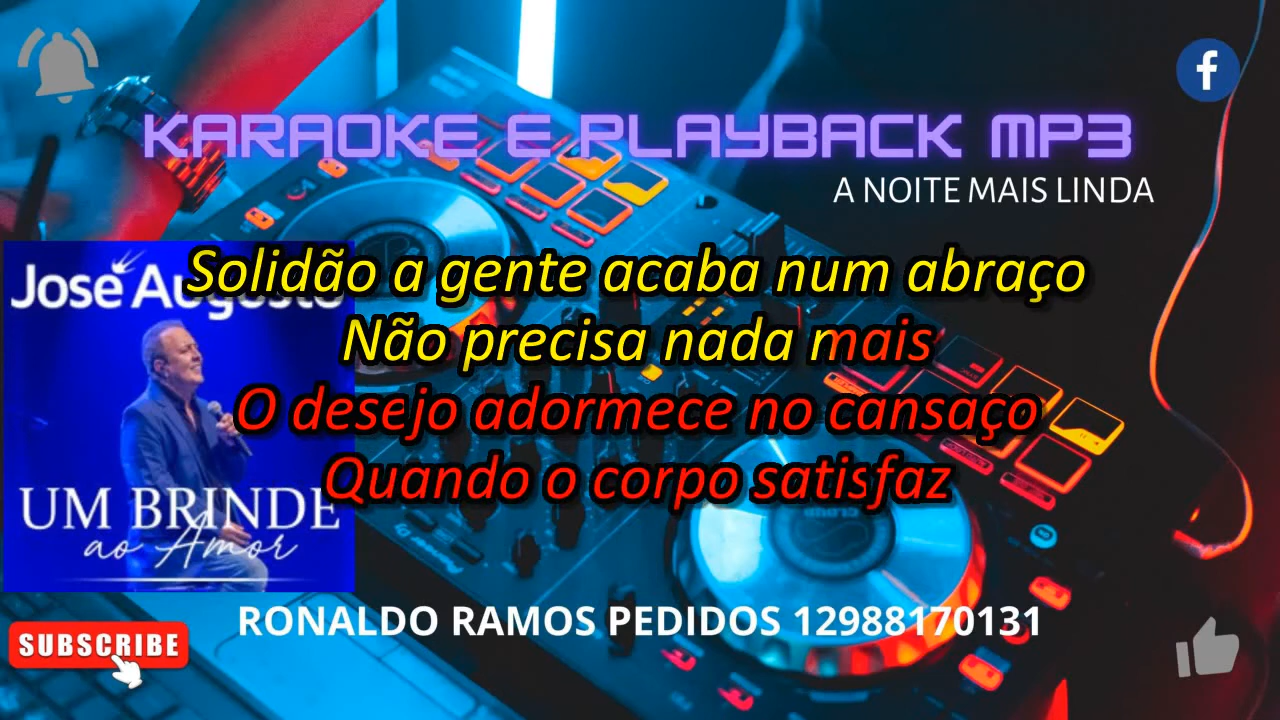 KARAOKE E PLAYBACK MP3
A NOITE MAIS LINDA
José Augusto
Solidão a gente acaba num abraço
Não precisa nada mais
O desejo adormece no cansaço
Quando o corpo satisfaz
UM BRINDE
ao Amor
RONALDO RAMOS PEDIDOS 12988170131
SUBSCRIBE